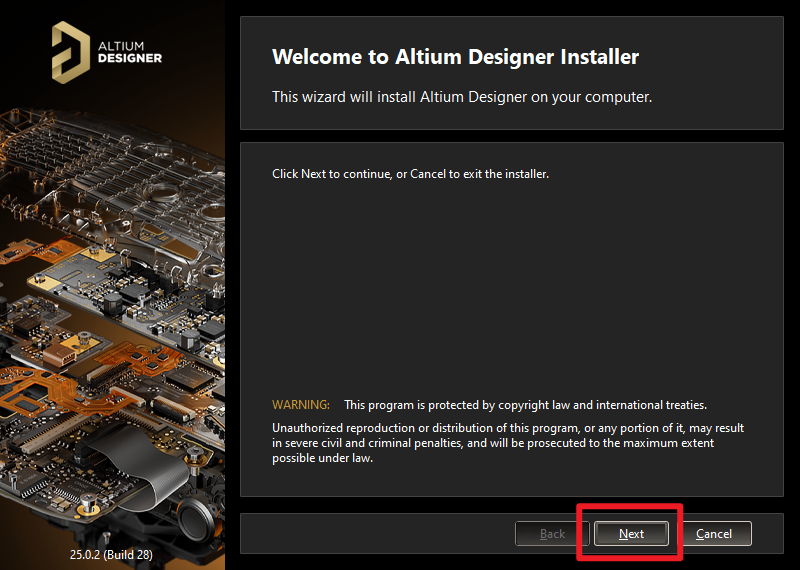 ALTIUM
DESIGNER
Welcome to Altium Designer Installer
This wizard will install Altium Designer on your computer.
Click Next to continue, or Cancel to exit the installer.
WARNING: This program is protected by copyright law and international treaties.
Unauthorized reproduction or distribution of this program, or any portion of it, may result
in severe civil and criminal penalties, and will be prosecuted to the maximum extent
possible under law.
Back Next Cancel
25.0.2 (Build 28)